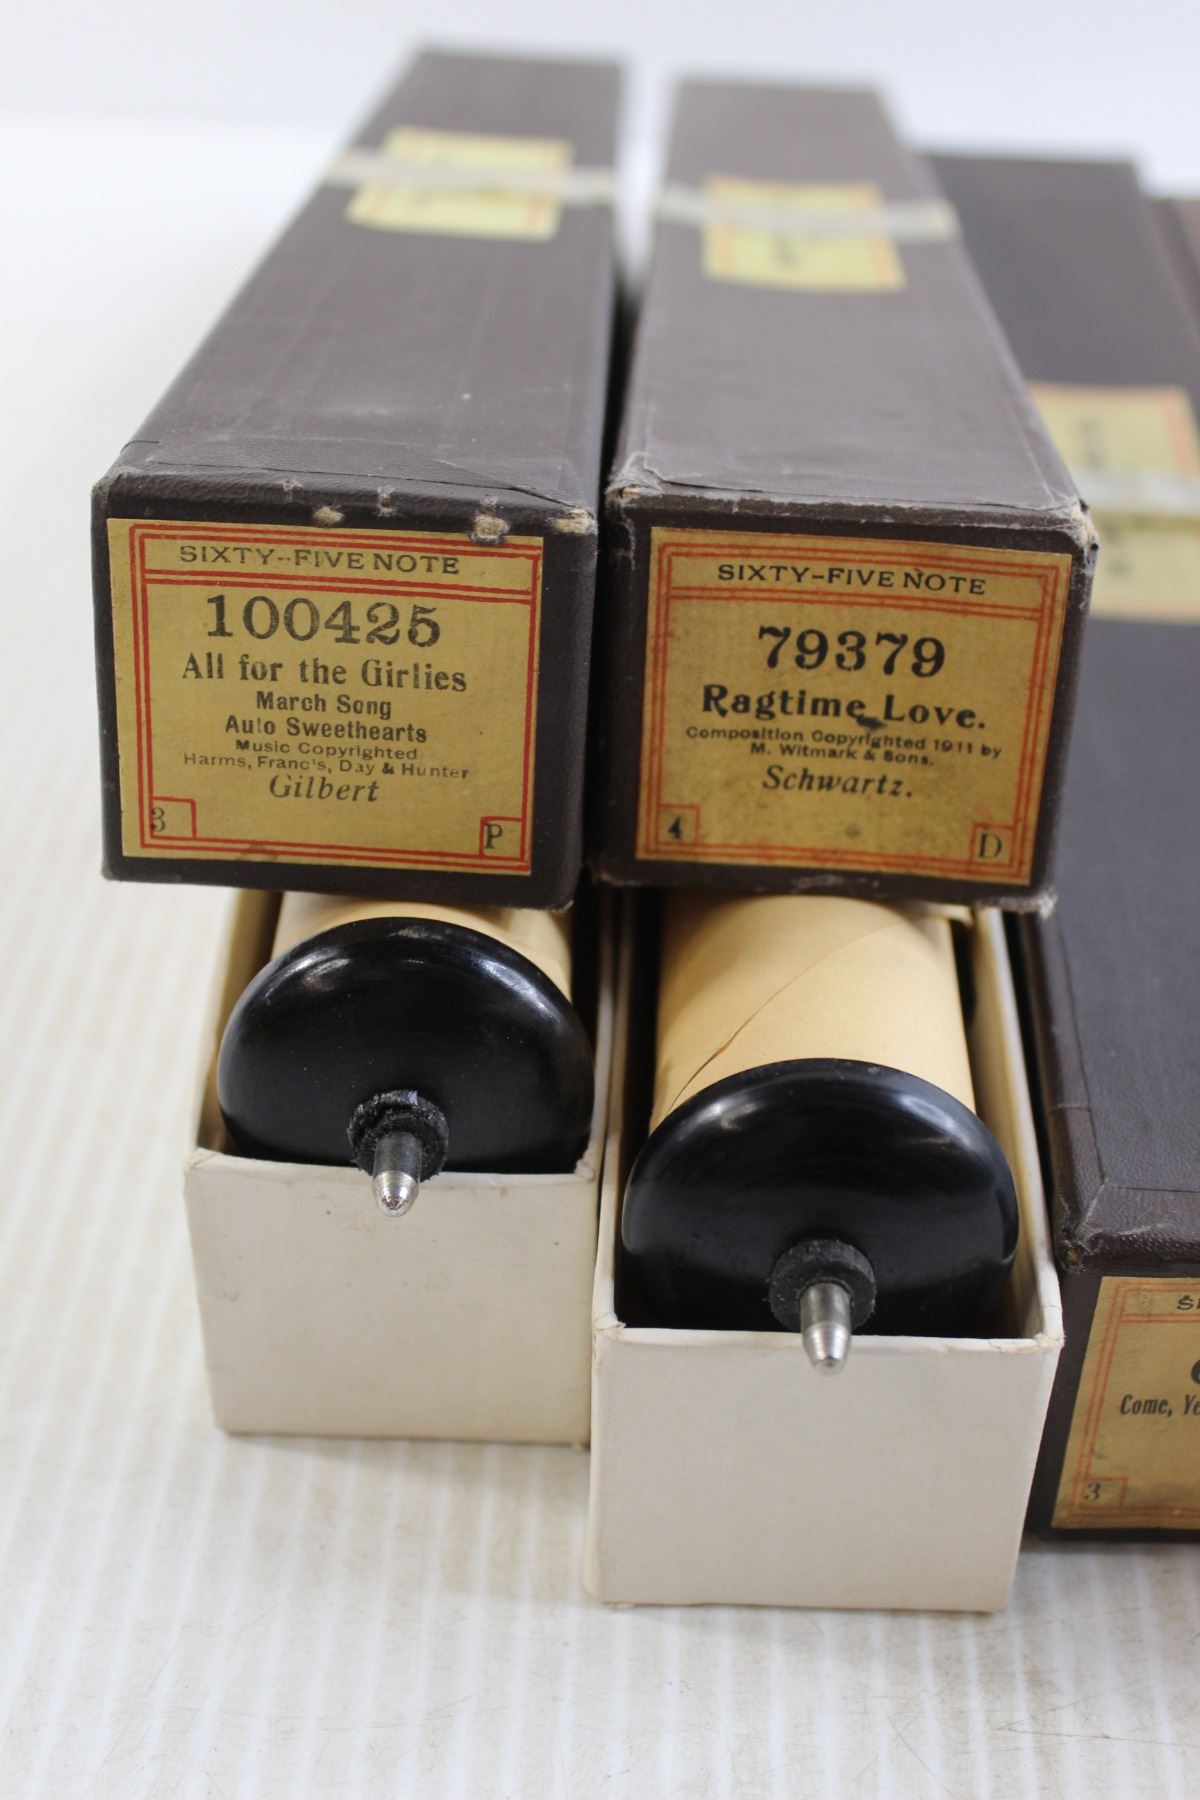 SIXTY-FIVE NOTE
100425
All for the Girlies
March Song
Auto Sweethearts
Music Copyrighted
Harms, Francis, Day & Hunter
Gilbert
3 P
SIXTY-FIVE NOTE
79379
Ragtime Love.
Composition Copyrighted 1911 by
M. Witmark & Sons.
Schwartz.
4 D
Come,
3